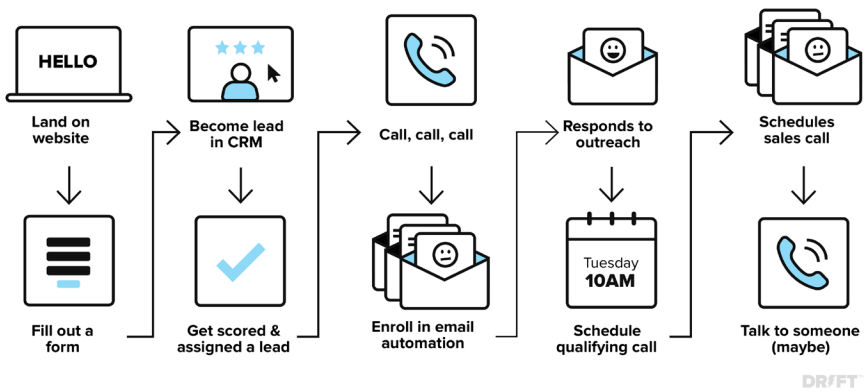 HELLO
Land on
website
Fill out a
form
Become lead
in CRM
Get scored &
assigned a lead
Call, call, call
Enroll in email
automation
Responds to
outreach
Tuesday
10AM
Schedule
qualifying call
Schedules
sales call
Talk to someone
(maybe)
DRIFT